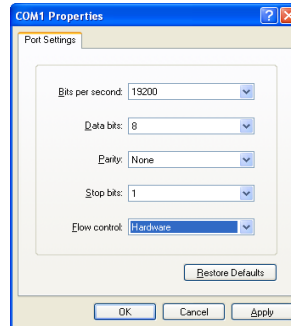 COM1 Properties
Port Settings
Bits per second: 19200
Data bits: 8
Parity: None
Stop bits: 1
Flow control: Hardware
Restore Defaults
OK Cancel Apply